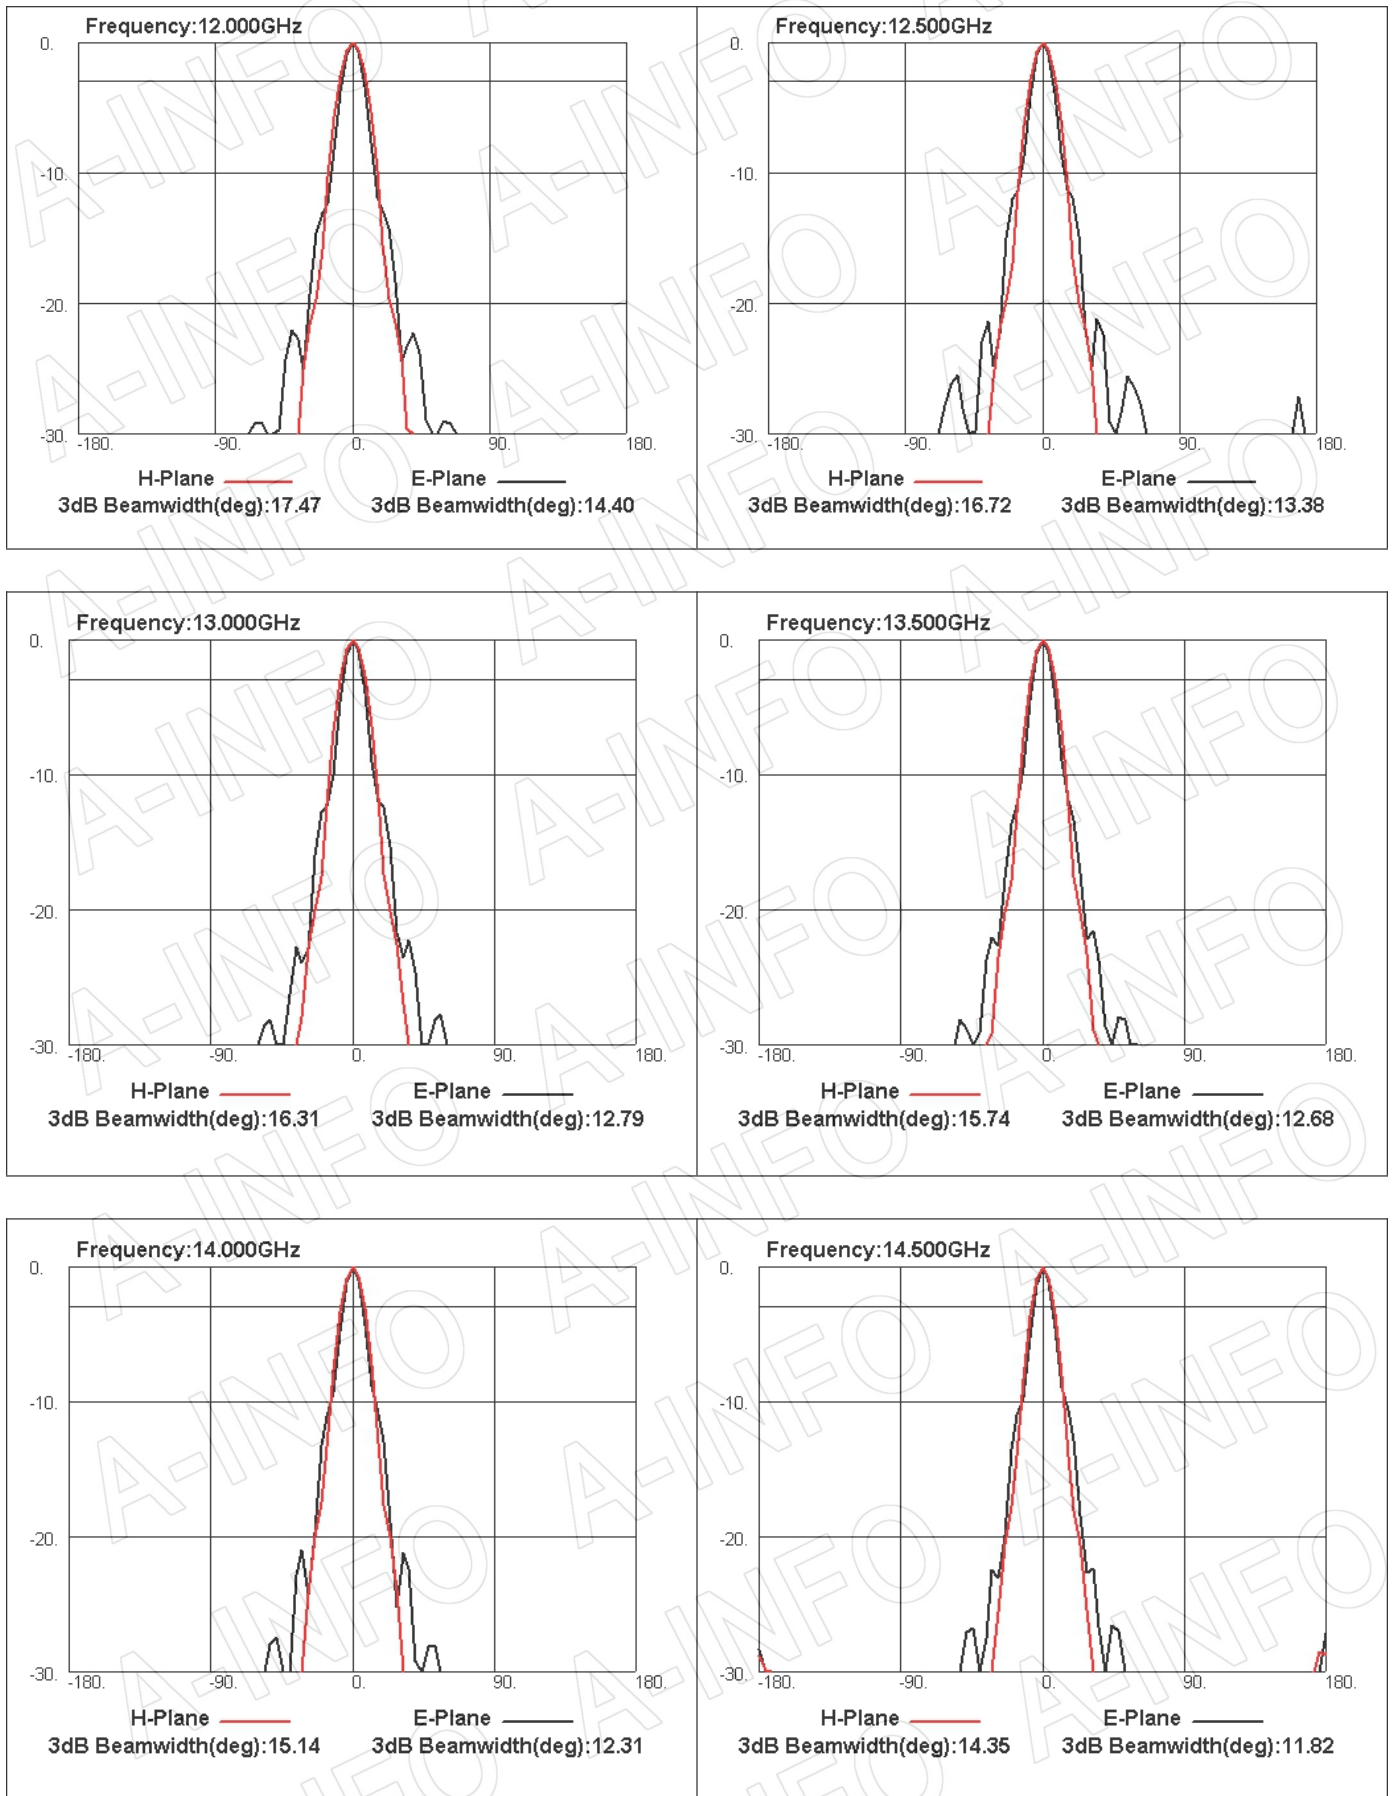 Frequency:12.000GHz
0.
-10.
-20.
-30.
-180. -90. 0. 90. 180.
H-Plane E-Plane
3dB Beamwidth(deg):17.47 3dB Beamwidth(deg):14.40
Frequency:12.500GHz
0.
-10.
-20.
-30.
-180. -90. 0. 90. 180.
H-Plane E-Plane
3dB Beamwidth(deg):16.72 3dB Beamwidth(deg):13.38
Frequency:13.000GHz
0.
-10.
-20.
-30.
-180. -90. 0. 90. 180.
H-Plane E-Plane
3dB Beamwidth(deg):16.31 3dB Beamwidth(deg):12.79
Frequency:13.500GHz
0.
-10.
-20.
-30.
-180. -90. 0. 90. 180.
H-Plane E-Plane
3dB Beamwidth(deg):15.74 3dB Beamwidth(deg):12.68
Frequency:14.000GHz
0.
-10.
-20.
-30.
-180. -90. 0. 90. 180.
H-Plane E-Plane
3dB Beamwidth(deg):15.14 3dB Beamwidth(deg):12.31
Frequency:14.500GHz
0.
-10.
-20.
-30.
-180. -90. 0. 90. 180.
H-Plane E-Plane
3dB Beamwidth(deg):14.35 3dB Beamwidth(deg):11.82
A-INFO